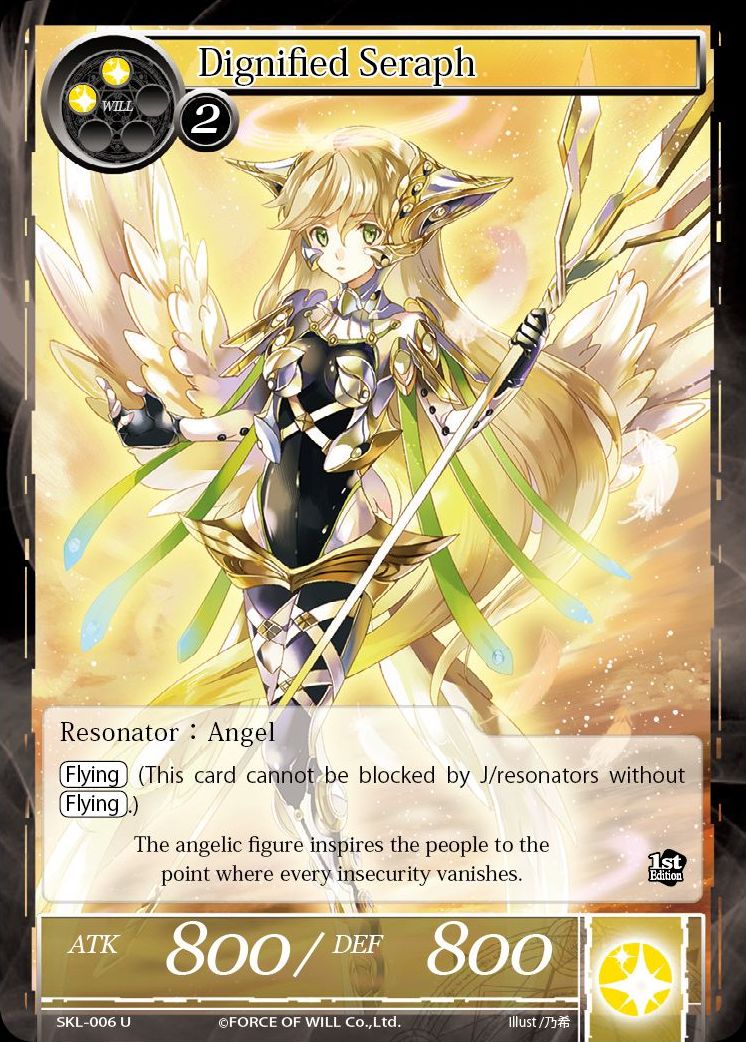 Dignified Seraph
WILL
2
Resonator：Angel
Flying (This card cannot be blocked by J/resonators without
Flying.)
The angelic figure inspires the people to the
point where every insecurity vanishes.
1st
Edition
ATK 800/ DEF 800
SKL-006 U ©FORCE OF WILL Co.,Ltd. Illust /乃希